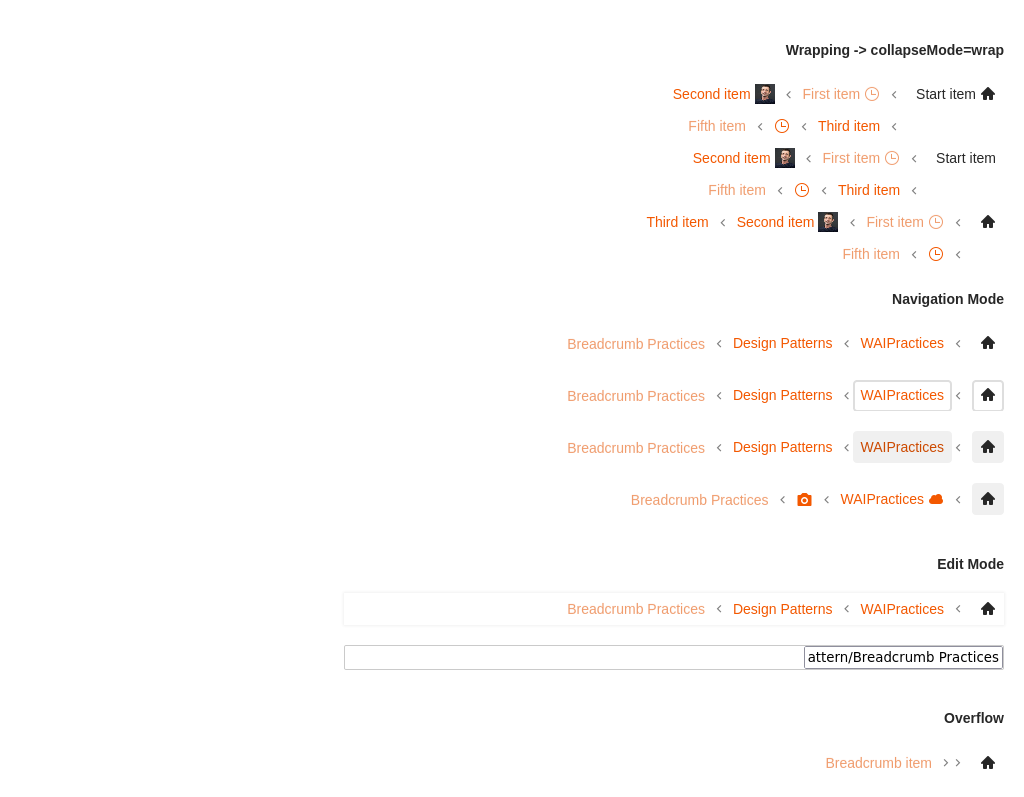 Wrapping -> collapseMode=wrap
Second item First item Start item
Fifth item Third item
Second item First item Start item
Fifth item Third item
Third item Second item First item
Fifth item
Navigation Mode
Breadcrumb Practices Design Patterns WAIPractices
Breadcrumb Practices Design Patterns WAIPractices
Breadcrumb Practices Design Patterns WAIPractices
Breadcrumb Practices WAIPractices
Edit Mode
Breadcrumb Practices Design Patterns WAIPractices
attern/Breadcrumb Practices
Overflow
Breadcrumb item